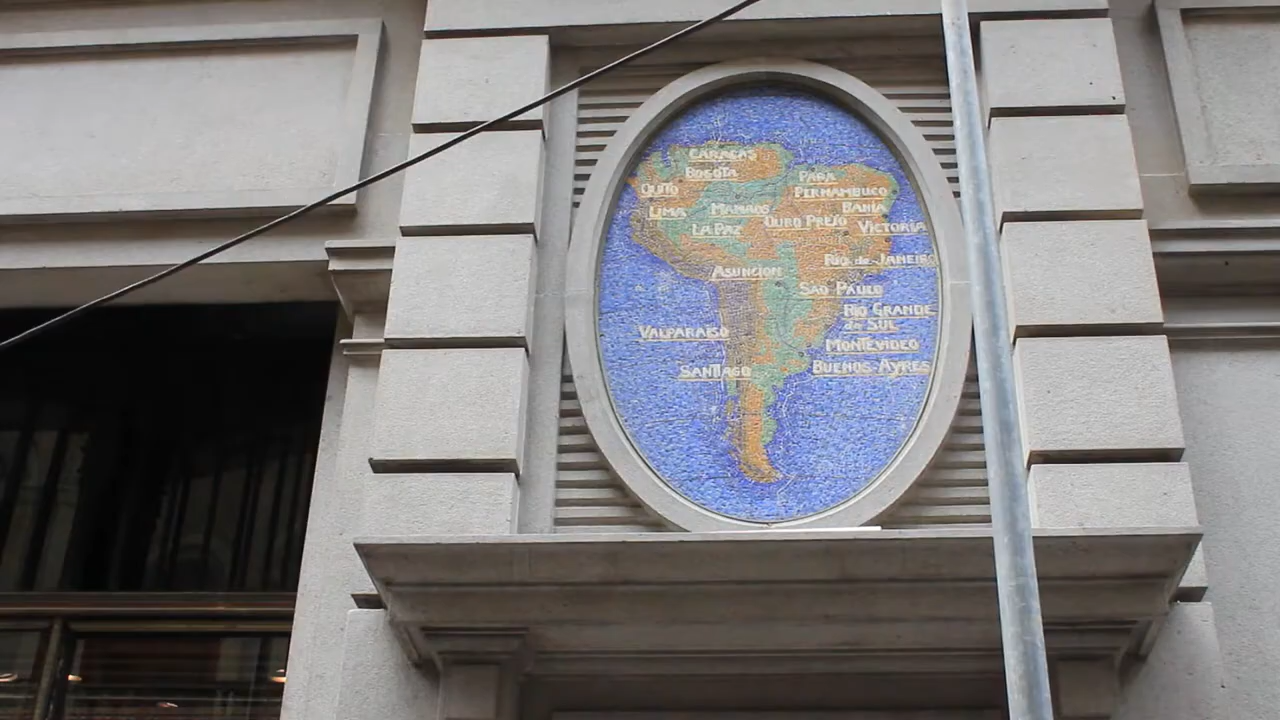 CARACAS
BOGOTA
QUITO
PARA
PERNAMBUCO
LIMA
MANAOS
BAHIA
LA PAZ
OURO PRETO
VICTORIA
RIO de JANEIRO
ASUNCION
SAO PAULO
RIO GRANDE
do SUL
VALPARAISO
MONTEVIDEO
SANTIAGO
BUENOS-AYRES